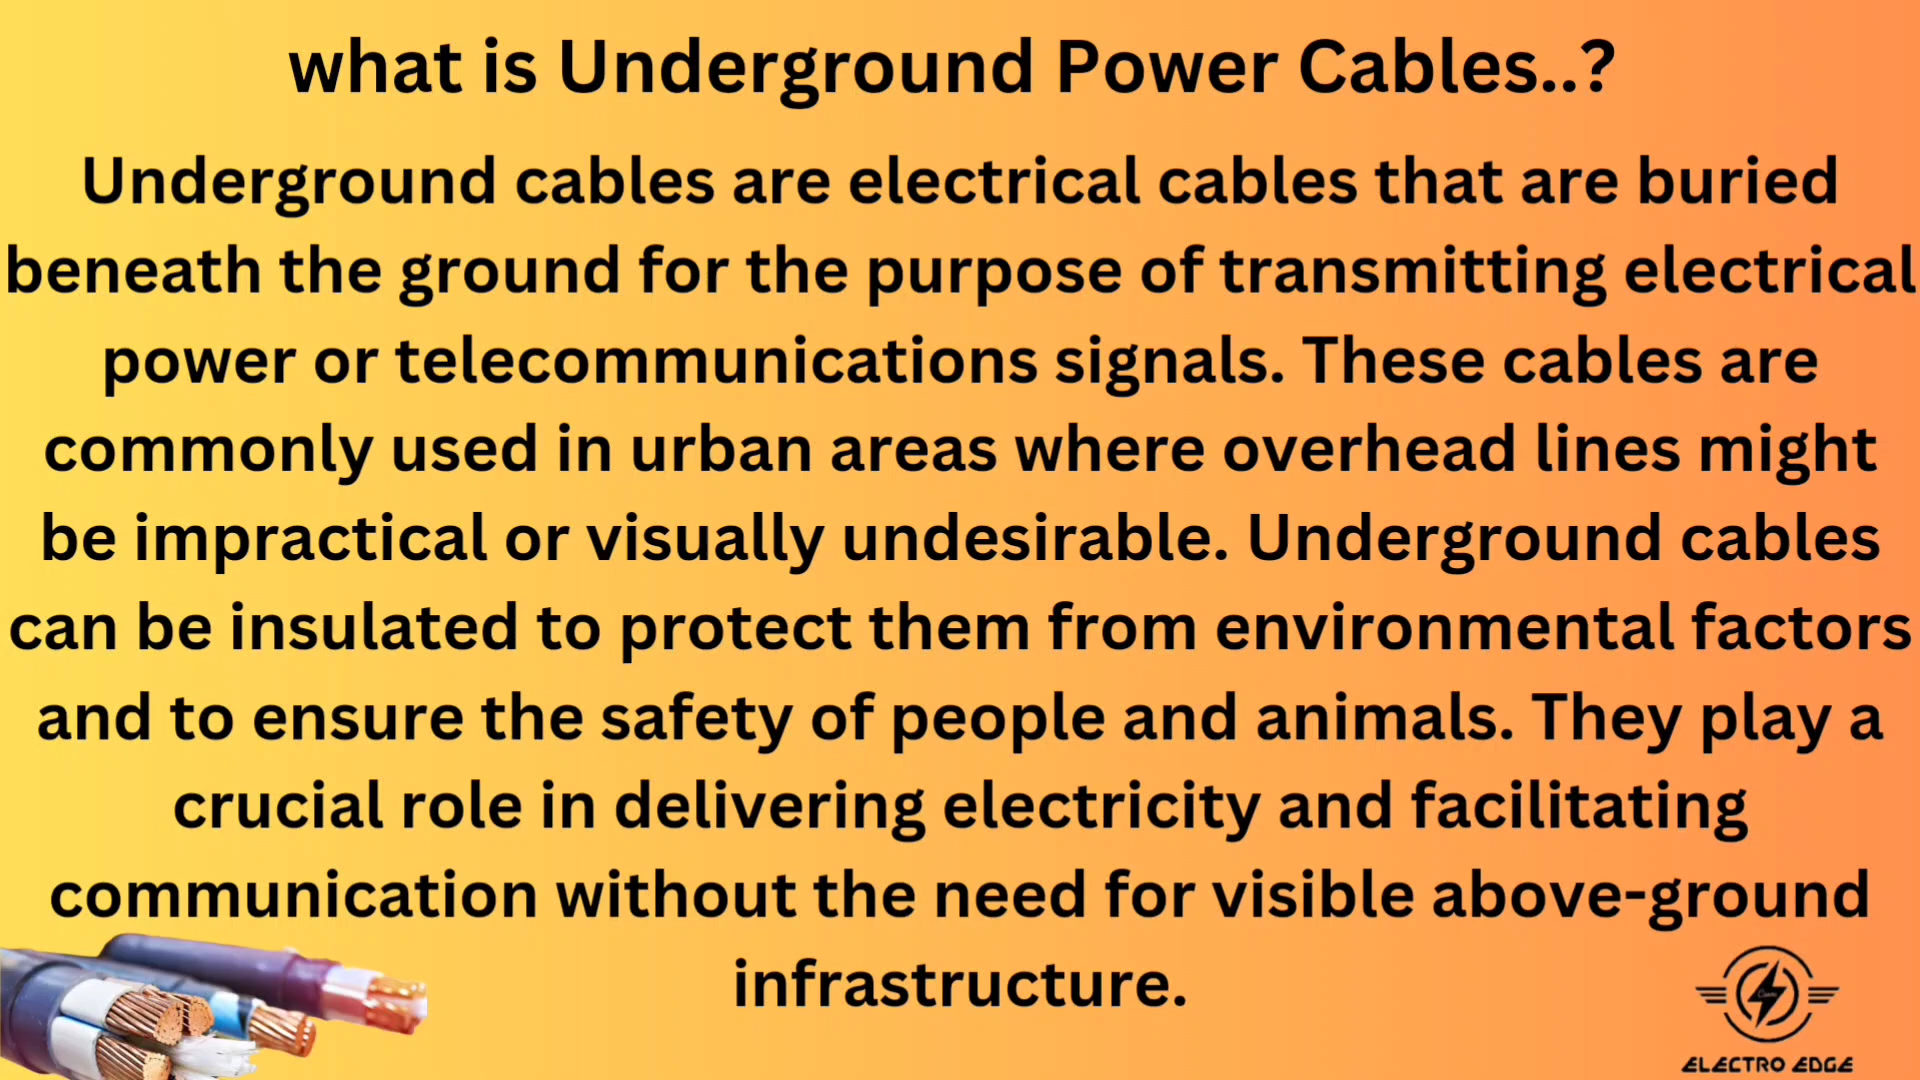 what is Underground Power Cables..?
Underground cables are electrical cables that are buried
beneath the ground for the purpose of transmitting electrical
power or telecommunications signals. These cables are
commonly used in urban areas where overhead lines might
be impractical or visually undesirable. Underground cables
can be insulated to protect them from environmental factors
and to ensure the safety of people and animals. They play a
crucial role in delivering electricity and facilitating
communication without the need for visible above-ground
infrastructure.
ELECTRO EDGE